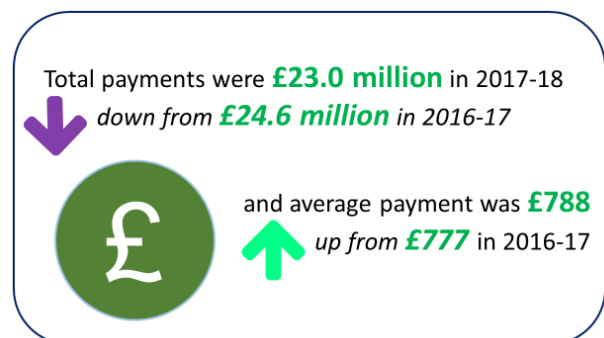 Total payments were £23.0 million in 2017-18
down from £24.6 million in 2016-17
£
and average payment was £788
up from £777 in 2016-17